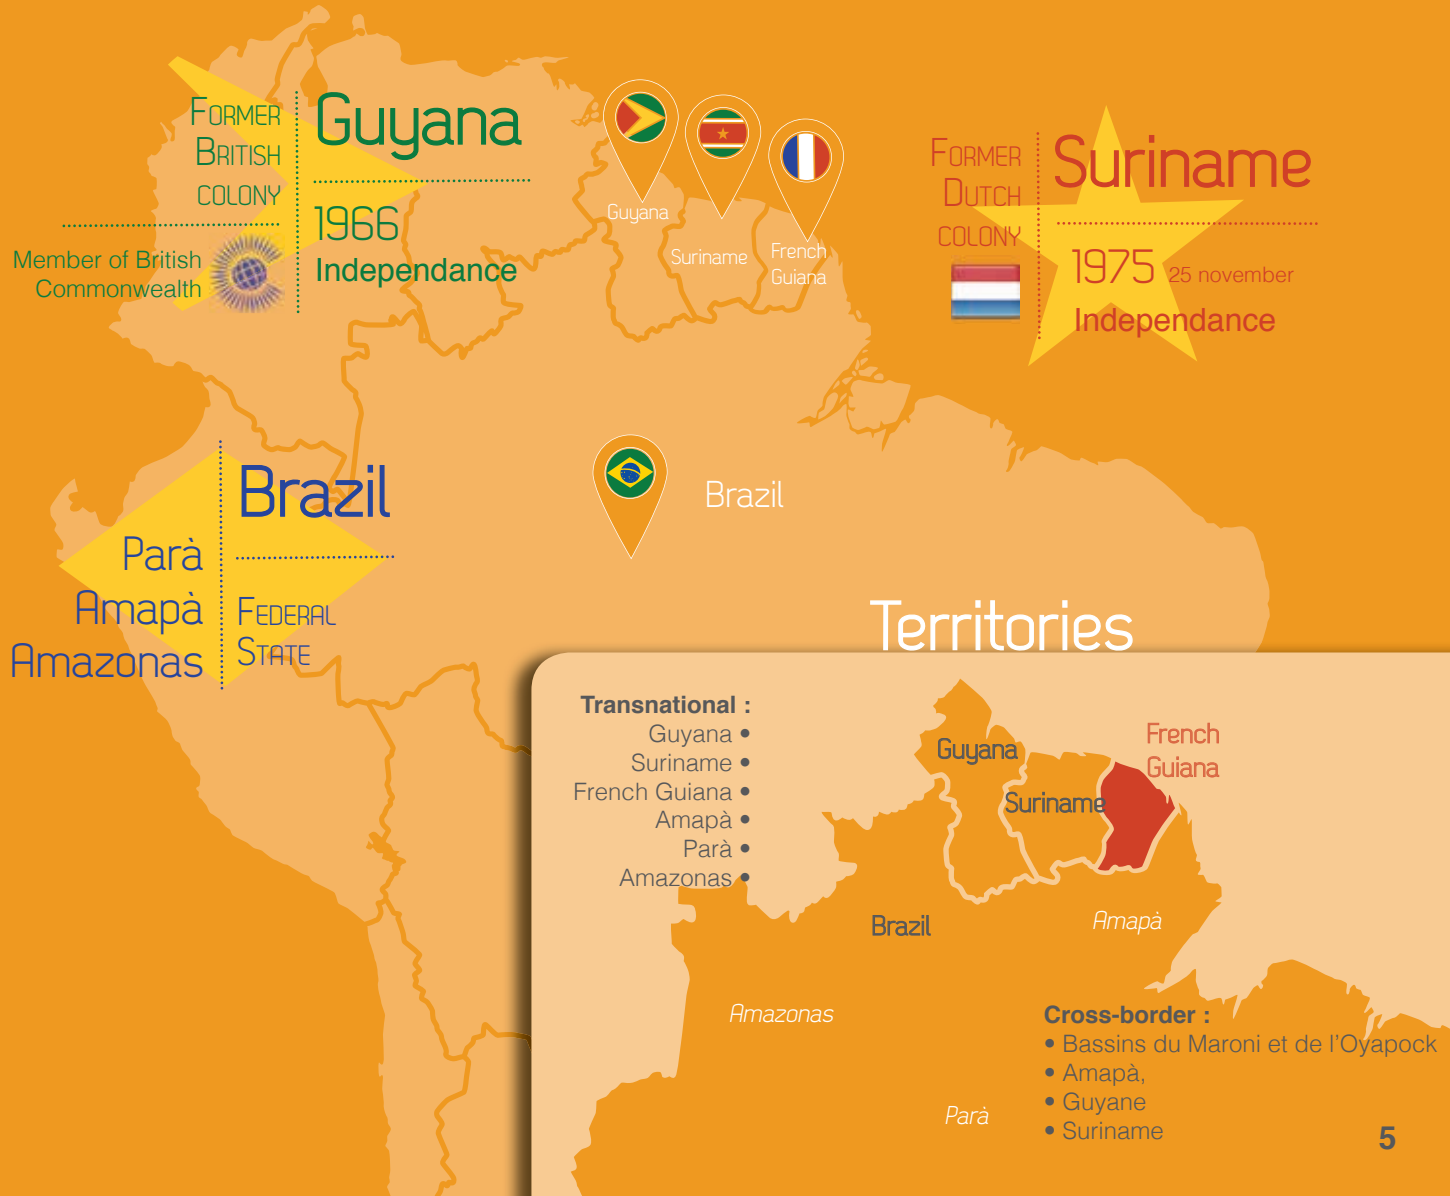 Former
British
colony
Member of British
Commonwealth
Guyana
1966
Independance
Guyana
Suriname
French
Guiana
Former
Dutch
colony
Suriname
1975 25 november
Independance
Brazil
Parà
Amapà
Amazonas
Brazil
Federal
State
Territories
Transnational :
Guyana •
Suriname •
French Guiana •
Amapà •
Parà •
Amazonas •
Guyana
Suriname
French
Guiana
Brazil
Amapà
Amazonas
Parà
Cross-border :
• Bassins du Maroni et de l'Oyapock
• Amapà,
• Guyane
• Suriname
5